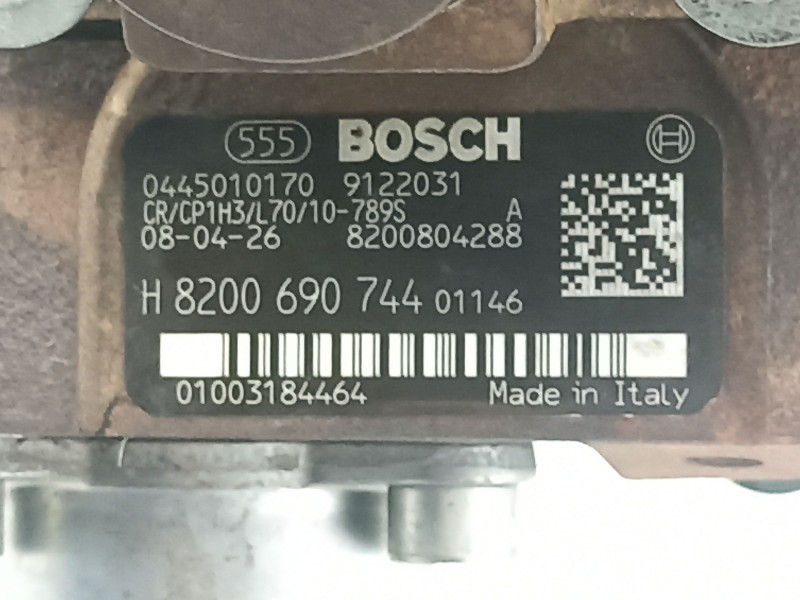 555 BOSCH
0445010170 9122031
CR/CP1H3/L70/10-789S A
08-04-26 8200804288
H 8200 690 744 01146
01003184464 Made in Italy